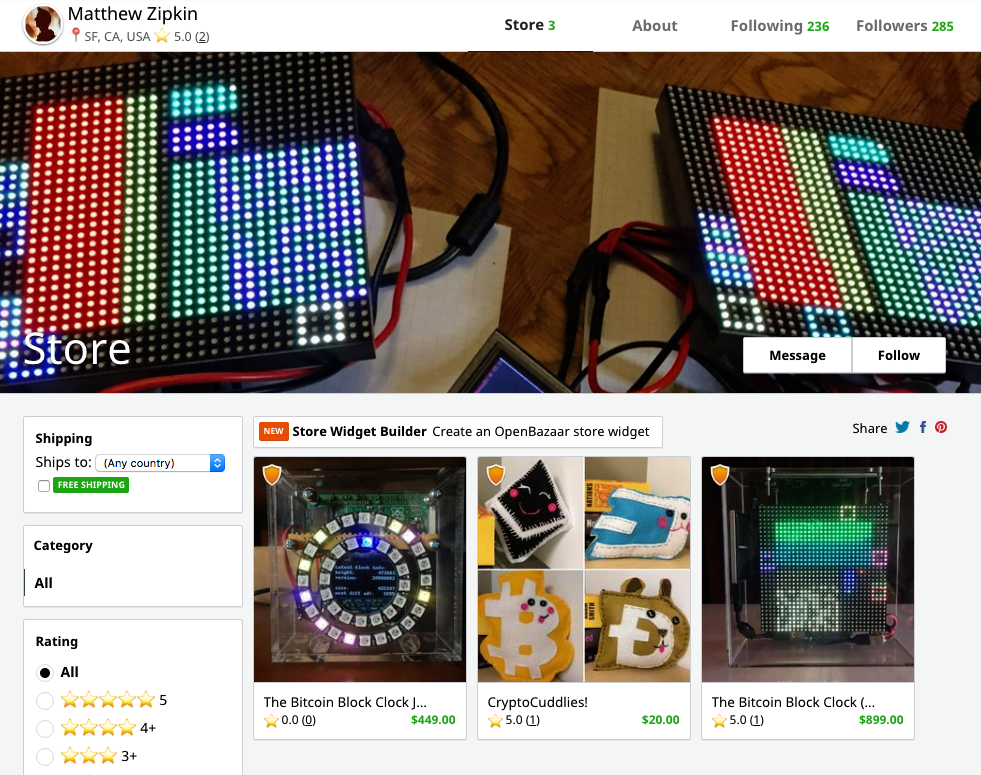 Matthew Zipkin
SF, CA, USA 5.0 (2)
Store 3
About
Following 236
Followers 285
Store
Message
Follow
Shipping
Ships to: (Any country)
FREE SHIPPING
Category
All
Rating
All
5
4+
3+
NEW Store Widget Builder Create an OpenBazaar store widget
Share
The Bitcoin Block Clock J...
0.0 (0) $449.00
CryptoCuddlies!
5.0 (1) $20.00
The Bitcoin Block Clock (...
5.0 (1) $899.00